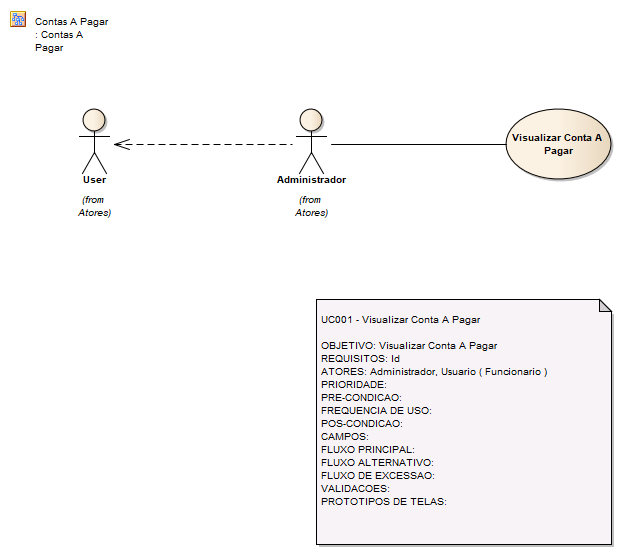 Contas A Pagar
: Contas A
Pagar
User
(from
Atores)
Administrador
(from
Atores)
Visualizar Conta A
Pagar
UC001 - Visualizar Conta A Pagar
OBJETIVO: Visualizar Conta A Pagar
REQUISITOS: Id
ATORES: Administrador, Usuario ( Funcionario )
PRIORIDADE:
PRE-CONDICAO:
FREQUENCIA DE USO:
POS-CONDICAO:
CAMPOS:
FLUXO PRINCIPAL:
FLUXO ALTERNATIVO:
FLUXO DE EXCESSAO:
VALIDACOES:
PROTOTIPOS DE TELAS: